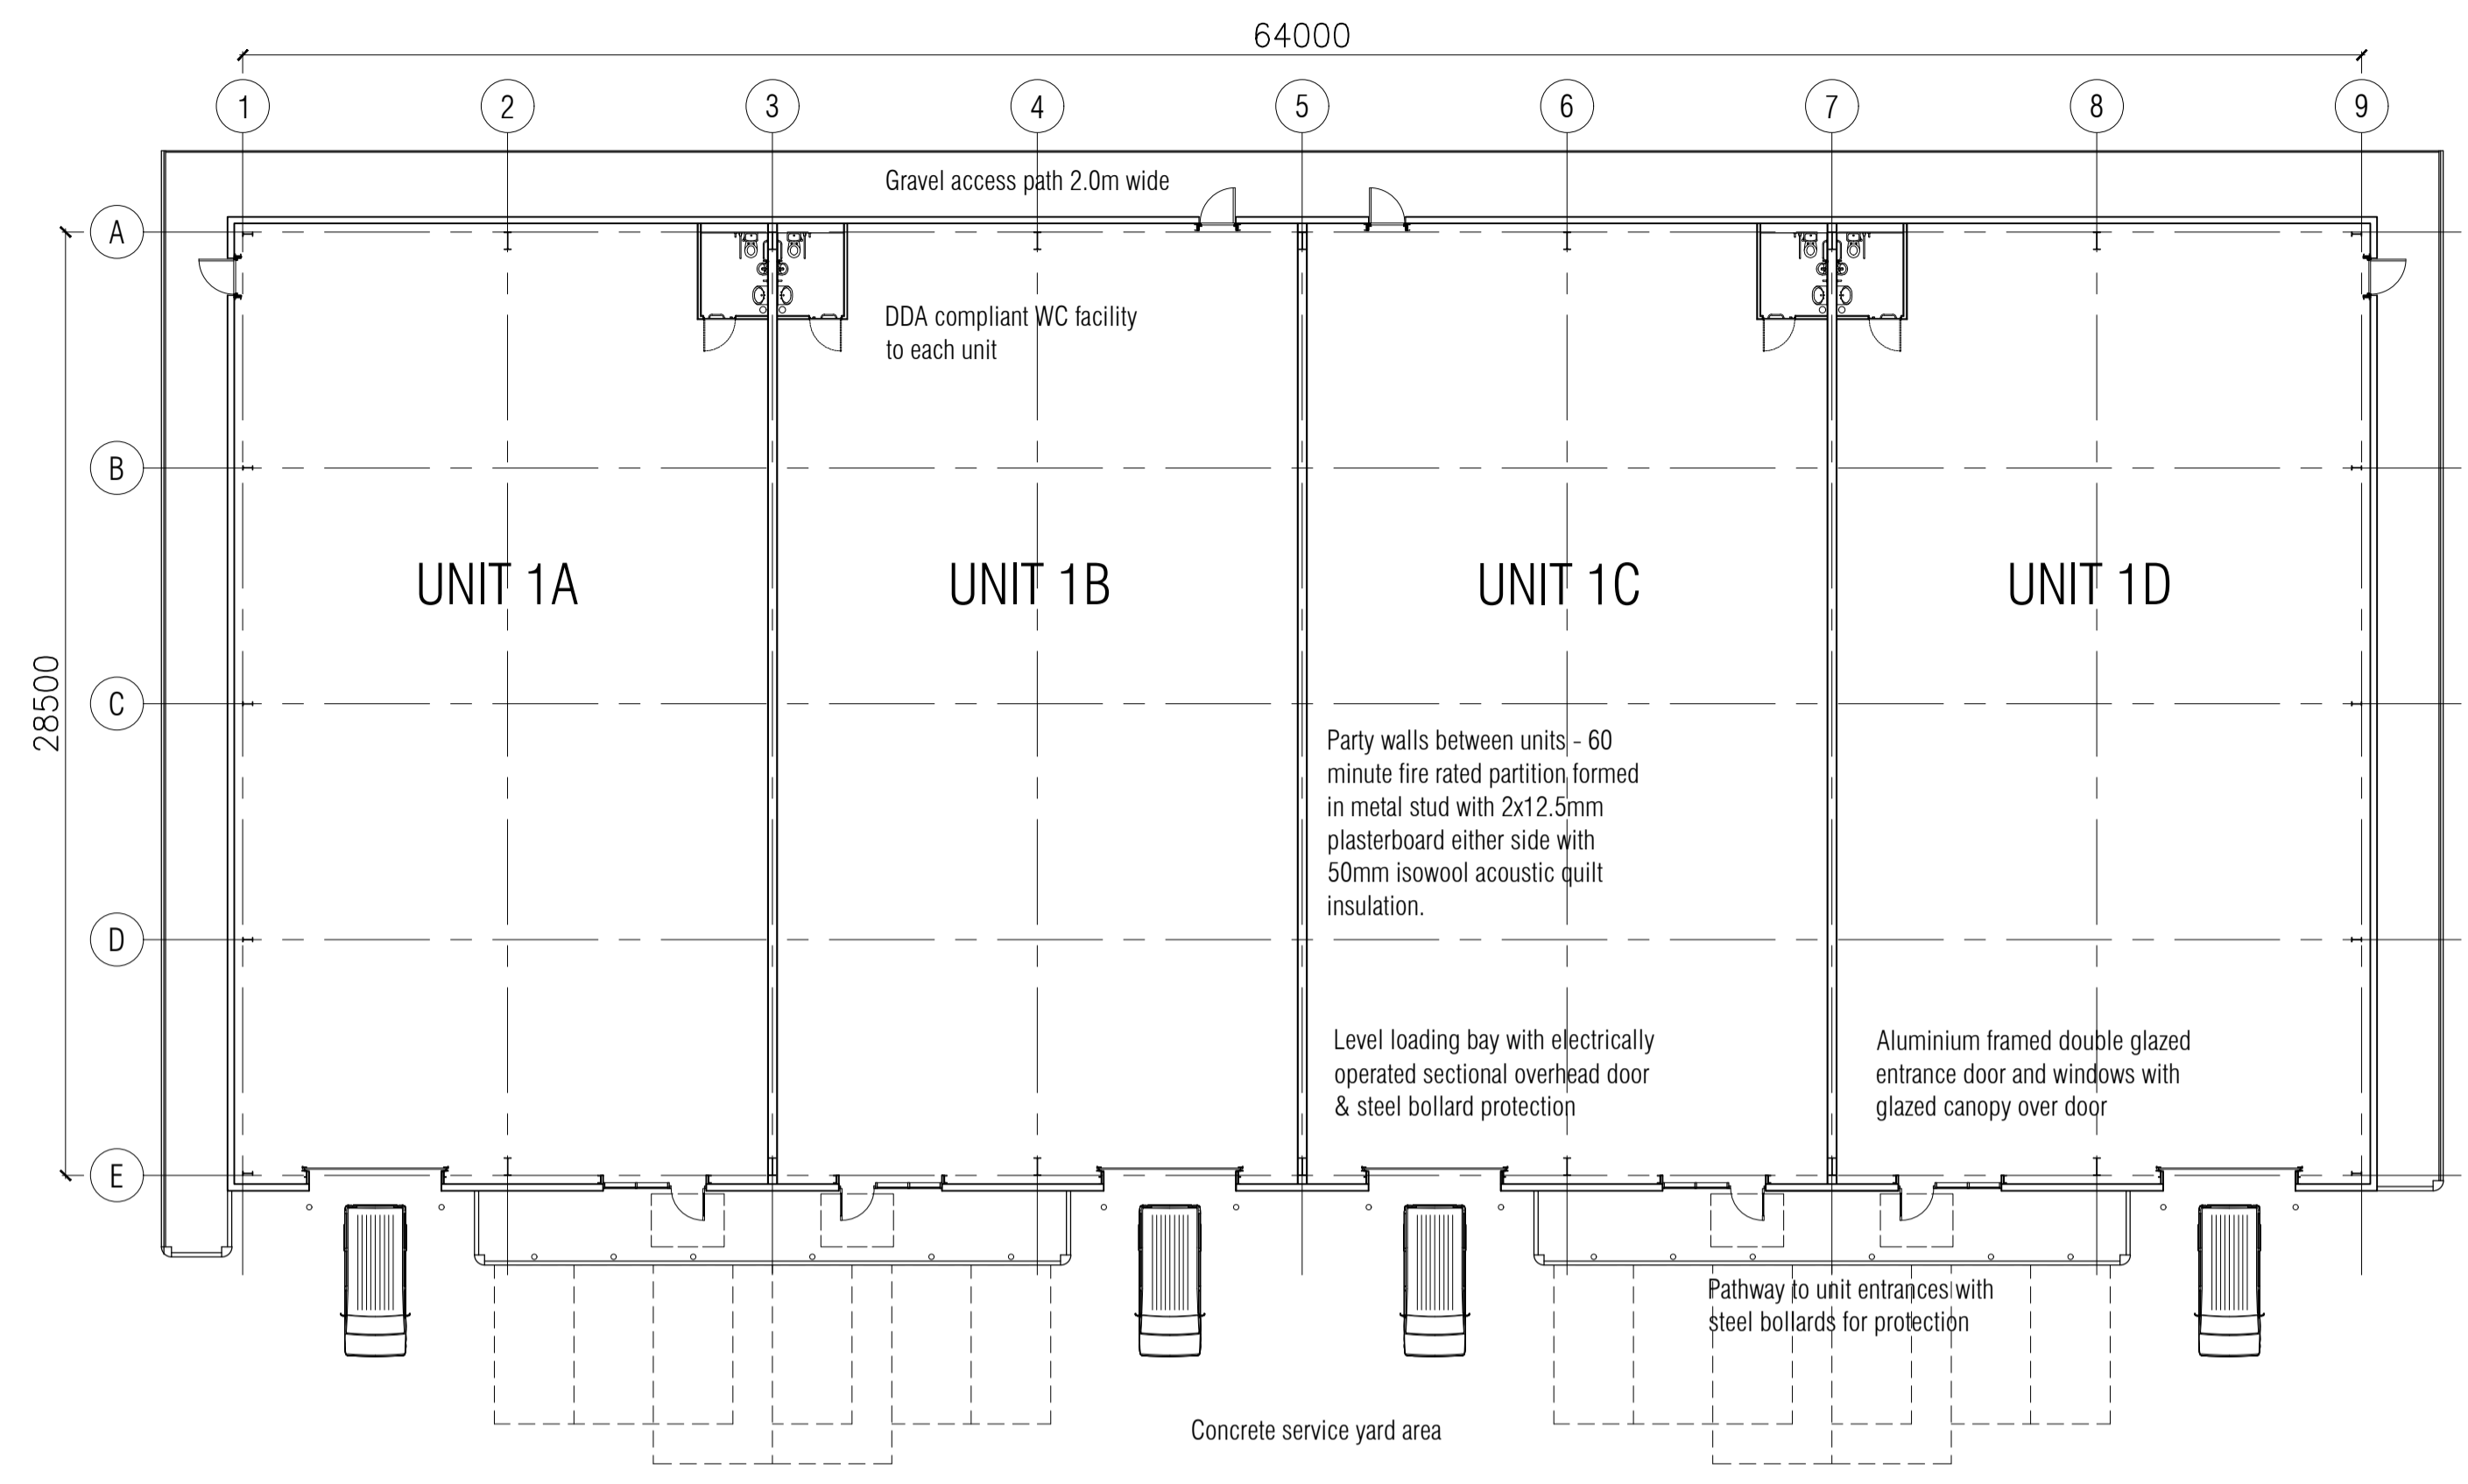 64000
1 2 3 4 5 6 7 8 9
Gravel access path 2.0m wide
A
DDA compliant WC facility
to each unit
B
UNIT 1A
UNIT 1B
UNIT 1C
UNIT 1D
28500
C
Party walls between units - 60
minute fire rated partition formed
in metal stud with 2x12.5mm
plasterboard either side with
50mm isowool acoustic quilt
insulation.
D
Level loading bay with electrically
operated sectional overhead door
& steel bollard protection
Aluminium framed double glazed
entrance door and windows with
glazed canopy over door
E
Pathway to unit entrances with
steel bollards for protection
Concrete service yard area